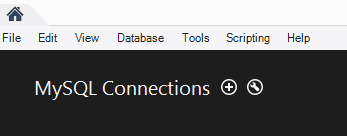 File Edit View Database Tools Scripting Help
MySQL Connections